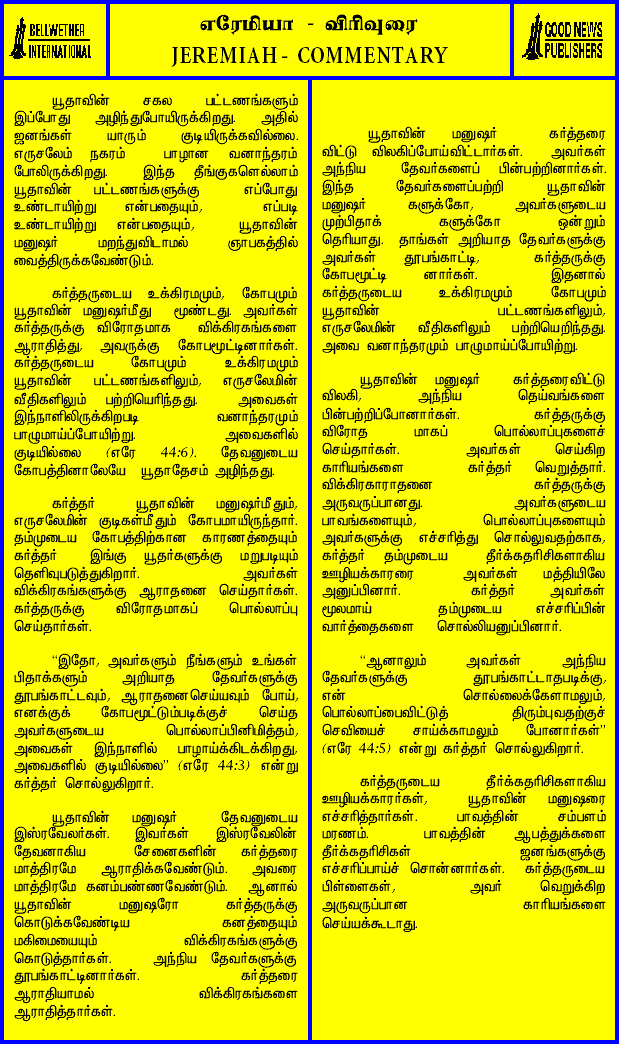 BELLWETHER
INTERNATIONAL
எரேமியா - விரிவுரை
JEREMIAH - COMMENTARY
GOOD NEWS
PUBLISHERS
யூதாவின் சகல பட்டணங்களும்
இப்போது அழிந்துபோயிருக்கிறது. அதில்
ஜனங்கள் யாரும் குடியிருக்கவில்லை.
எருசலேம் நகரம் பாழான வனாந்தரம்
போலிருக்கிறது. இந்த தீங்குகளெல்லாம்
யூதாவின் பட்டணங்களுக்கு எப்போது
உண்டாயிற்று என்பதையும், எப்படி
உண்டாயிற்று என்பதையும், யூதாவின்
மனுஷர் மறந்துவிடாமல் ஞாபகத்தில்
வைத்திருக்கவேண்டும்.
கர்த்தருடைய உக்கிரமமும், கோபமும்
யூதாவின் மனுஷர்மீது மூண்டது. அவர்கள்
கர்த்தருக்கு விரோதமாக விக்கிரகங்களை
ஆராதித்து, அவருக்கு கோபமூட்டினார்கள்.
கர்த்தருடைய கோபமும் உக்கிரமமும்
யூதாவின் பட்டணங்களிலும், எருசலேமின்
வீதிகளிலும் பற்றியெரிந்தது. அவைகள்
இந்நாளிலிருக்கிறபடி வனாந்தரமும்
பாழுமாய்ப்போயிற்று. அவைகளில்
குடியில்லை (எரே 44:6). தேவனுடைய
கோபத்தினாலேயே யூதாதேசம் அழிந்தது.
கர்த்தர் யூதாவின் மனுஷர்மீதும்,
எருசலேமின் குடிகள்மீதும் கோபமாயிருந்தார்.
தம்முடைய கோபத்திற்கான காரணத்தையும்
கர்த்தர் இங்கு யூதர்களுக்கு மறுபடியும்
தெளிவுபடுத்துகிறார். அவர்கள்
விக்கிரகங்களுக்கு ஆராதனை செய்தார்கள்.
கர்த்தருக்கு விரோதமாகப் பொல்லாப்பு
செய்தார்கள்.
“இதோ, அவர்களும் நீங்களும் உங்கள்
பிதாக்களும் அறியாத தேவர்களுக்கு
தூபங்காட்டவும், ஆராதனைசெய்யவும் போய்,
எனக்குக் கோபமூட்டும்படிக்குச் செய்த
அவர்களுடைய பொல்லாப்பினிமித்தம்,
அவைகள் இந்நாளில் பாழாய்க்கிடக்கிறது,
அவைகளில் குடியில்லை” (எரே 44:3) என்று
கர்த்தர் சொல்லுகிறார்.
யூதாவின் மனுஷர் தேவனுடைய
இஸ்ரவேலர்கள். இவர்கள் இஸ்ரவேலின்
தேவனாகிய சேனைகளின் கர்த்தரை
மாத்திரமே ஆராதிக்கவேண்டும். அவரை
மாத்திரமே கனம்பண்ணவேண்டும். ஆனால்
யூதாவின் மனுஷரோ கர்த்தருக்கு
கொடுக்கவேண்டிய கனத்தையும்
மகிமையையும் விக்கிரகங்களுக்கு
கொடுத்தார்கள். அந்நிய தேவர்களுக்கு
தூபங்காட்டினார்கள். கர்த்தரை
ஆராதியாமல் விக்கிரகங்களை
ஆராதித்தார்கள்.
யூதாவின் மனுஷர் கர்த்தரை
விட்டு விலகிப்போய்விட்டார்கள். அவர்கள்
அந்நிய தேவர்களைப் பின்பற்றினார்கள்.
இந்த தேவர்களைப்பற்றி யூதாவின்
மனுஷர் களுக்கோ, அவர்களுடைய
முற்பிதாக் களுக்கோ ஒன்றும்
தெரியாது. தாங்கள் அறியாத தேவர்களுக்கு
அவர்கள் தூபங்காட்டி, கர்த்தருக்கு
கோபமூட்டி னார்கள். இதனால்
கர்த்தருடைய உக்கிரமமும் கோபமும்
யூதாவின் பட்டணங்களிலும்,
எருசலேமின் வீதிகளிலும் பற்றியெறிந்தது.
அவை வனாந்தரமும் பாழுமாய்ப்போயிற்று.
யூதாவின் மனுஷர் கர்த்தரைவிட்டு
விலகி, அந்நிய தெய்வங்களை
பின்பற்றிப்போனார்கள். கர்த்தருக்கு
விரோத மாகப் பொல்லாப்புகளைச்
செய்தார்கள். அவர்கள் செய்கிற
காரியங்களை கர்த்தர் வெறுத்தார்.
விக்கிரகாராதனை கர்த்தருக்கு
அருவருப்பானது. அவர்களுடைய
பாவங்களையும், பொல்லாப்புகளையும்
அவர்களுக்கு எச்சரித்து சொல்லுவதற்காக,
கர்த்தர் தம்முடைய தீர்க்கதரிசிகளாகிய
ஊழியக்காரரை அவர்கள் மத்தியிலே
அனுப்பினார். கர்த்தர் அவர்கள்
மூலமாய் தம்முடைய எச்சரிப்பின்
வார்த்தைகளை சொல்லியனுப்பினார்.
“ஆனாலும் அவர்கள் அந்நிய
தேவர்களுக்கு தூபங்காட்டாதபடிக்கு,
என் சொல்லைக்கேளாமலும்,
பொல்லாப்பைவிட்டுத் திரும்புவதற்குச்
செவியைச் சாய்க்காமலும் போனார்கள்”
(எரே 44:5) என்று கர்த்தர் சொல்லுகிறார்.
கர்த்தருடைய தீர்க்கதரிசிகளாகிய
ஊழியக்காரர்கள், யூதாவின் மனுஷரை
எச்சரித்தார்கள். பாவத்தின் சம்பளம்
மரணம். பாவத்தின் ஆபத்துக்களை
தீர்க்கதரிசிகள் ஜனங்களுக்கு
எச்சரிப்பாய்ச் சொன்னார்கள். கர்த்தருடைய
பிள்ளைகள், அவர் வெறுக்கிற
அருவருப்பான காரியங்களை
செய்யக்கூடாது.